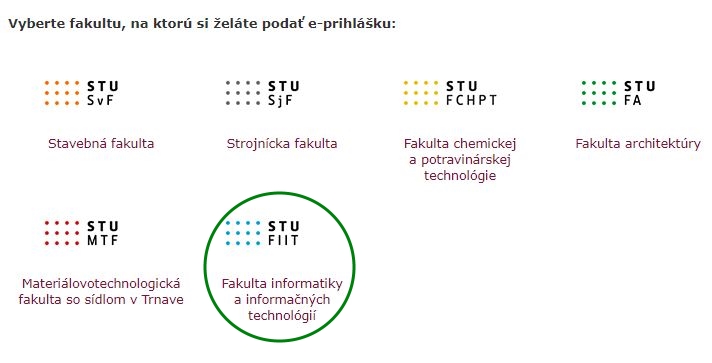 Vyberte fakultu, na ktorú si želáte podať e-prihlášku:
STU
SvF
Stavebná fakulta
STU
SjF
Strojnícka fakulta
STU
FCHPT
Fakulta chemickej
a potravinárskej
technológie
STU
FA
Fakulta architektúry
STU
MTF
Materiálovotechnologická
fakulta so sídlom v Trnave
STU
FIIT
Fakulta informatiky
a informačných
technológií